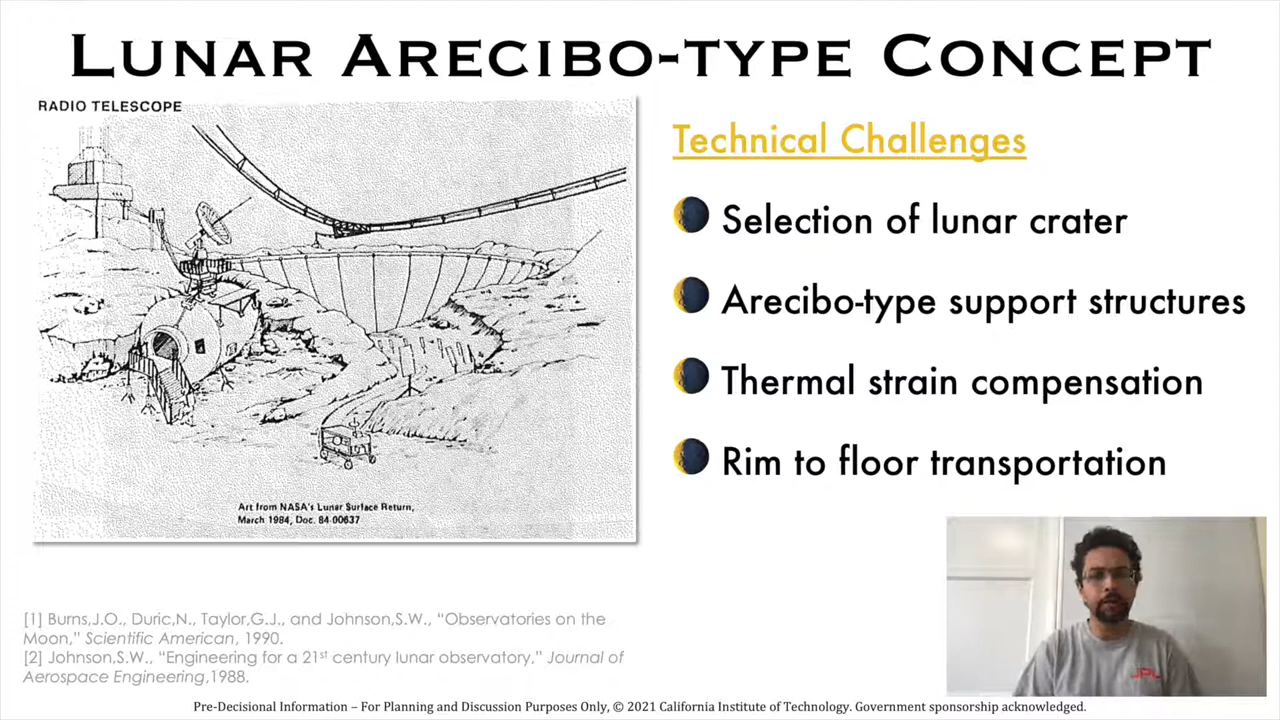 LUNAR ARECIBO-TYPE CONCEPT
RADIO TELESCOPE
Art from NASA's Lunar Surface Return,
March 1984, Doc. 84-00637
Technical Challenges
Selection of lunar crater
Arecibo-type support structures
Thermal strain compensation
Rim to floor transportation
JPL
[1] Burns,J.O., Duric,N., Taylor,G.J., and Johnson,S.W., “Observatories on the
Moon,” Scientific American, 1990.
[2] Johnson,S.W., “Engineering for a 21st century lunar observatory,” Journal of
Aerospace Engineering,1988.
Pre-Decisional Information – For Planning and Discussion Purposes Only, © 2021 California Institute of Technology. Government sponsorship acknowledged.